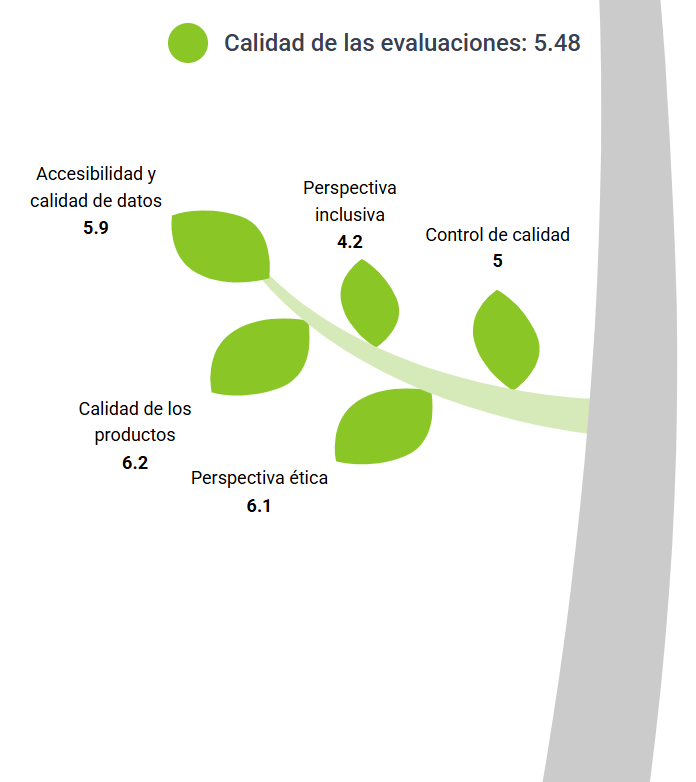 Calidad de las evaluaciones: 5.48
Accesibilidad y
calidad de datos
5.9
Perspectiva
inclusiva
4.2
Control de calidad
5
Calidad de los
productos
6.2
Perspectiva ética
6.1